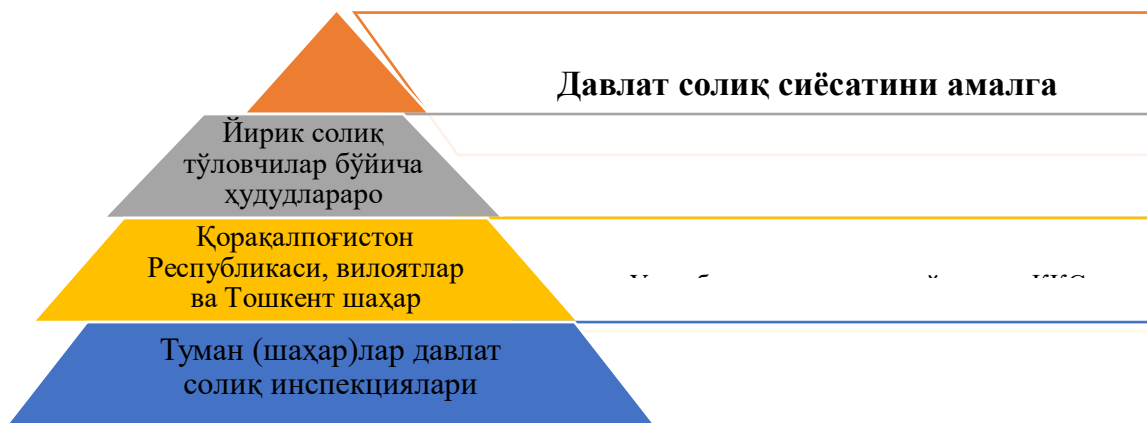 Давлат солиқ сиёсатини амалга
Йирик солиқ
тўловчилар бўйича
ҳудудлараро
Қорақалпоғистон
Республикаси, вилоятлар
ва Тошкент шаҳар
Туман (шаҳар)лар давлат
солиқ инспекциялари